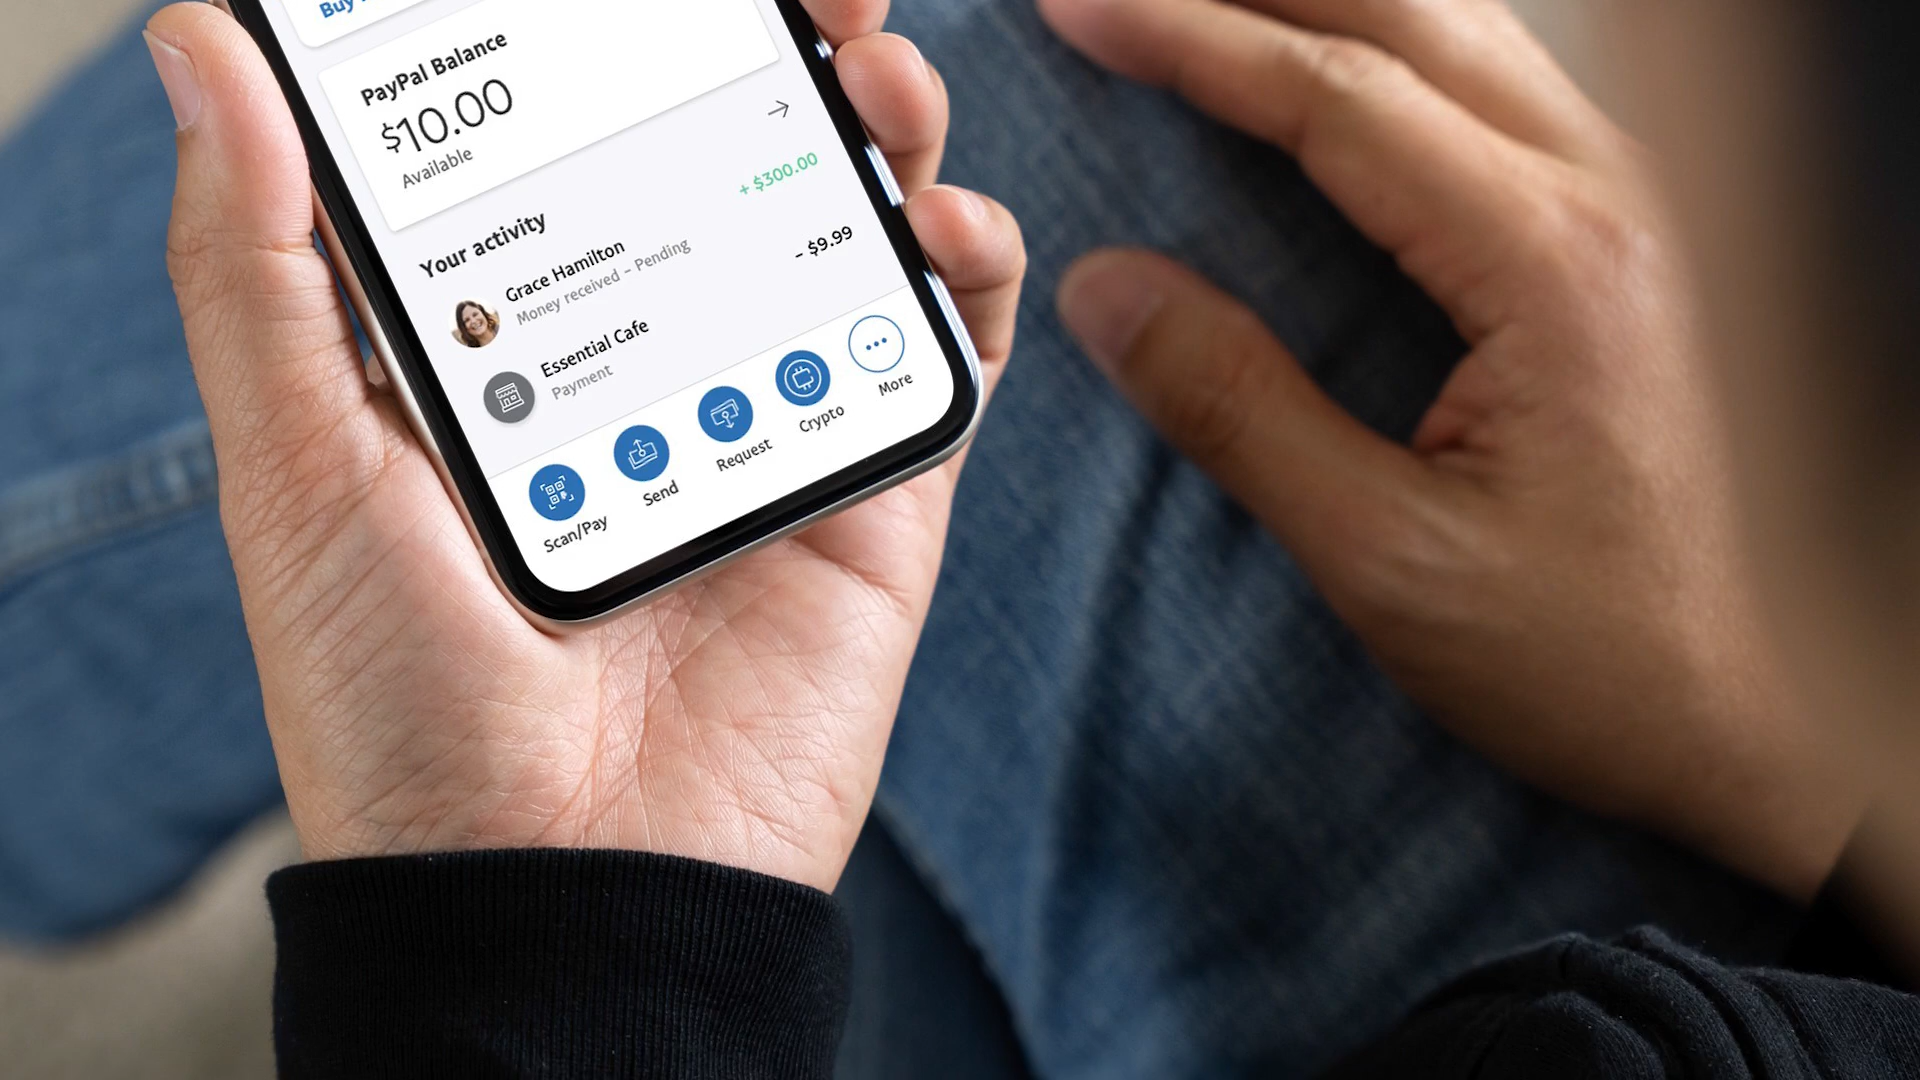 Buy
PayPal Balance
$10.00
Available
Your activity
Grace Hamilton
+ $300.00
Money received - Pending
Essential Cafe
- $9.99
Payment
Scan/Pay
Send
Request
Crypto
More